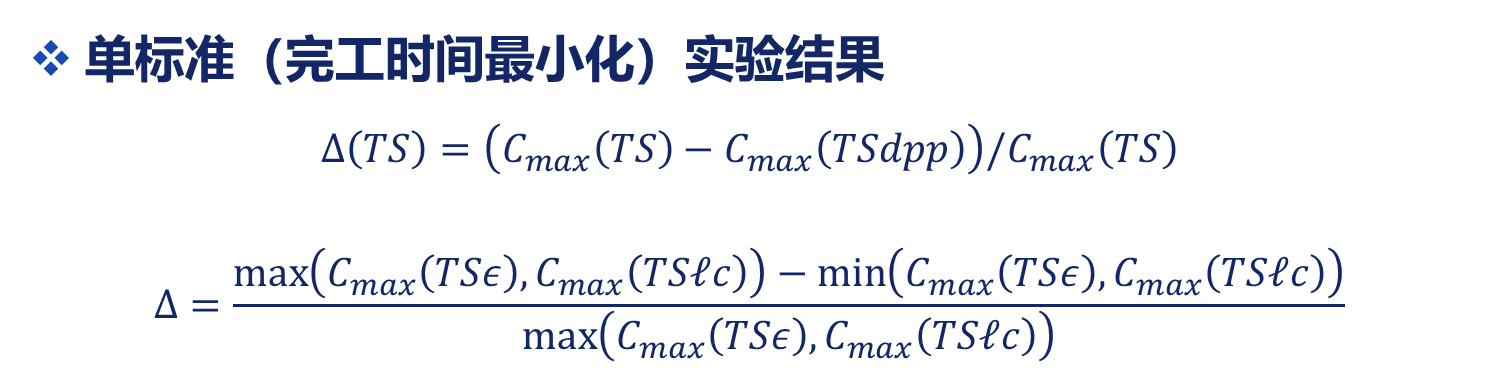 ❖ 单标准（完工时间最小化）实验结果
Δ(TS) = (C_max(TS) − C_max(TSdpp))/C_max(TS)
Δ = \frac{max(C_max(TSϵ), C_max(TSℓc)) − min(C_max(TSϵ), C_max(TSℓc))}{max(C_max(TSϵ), C_max(TSℓc))}